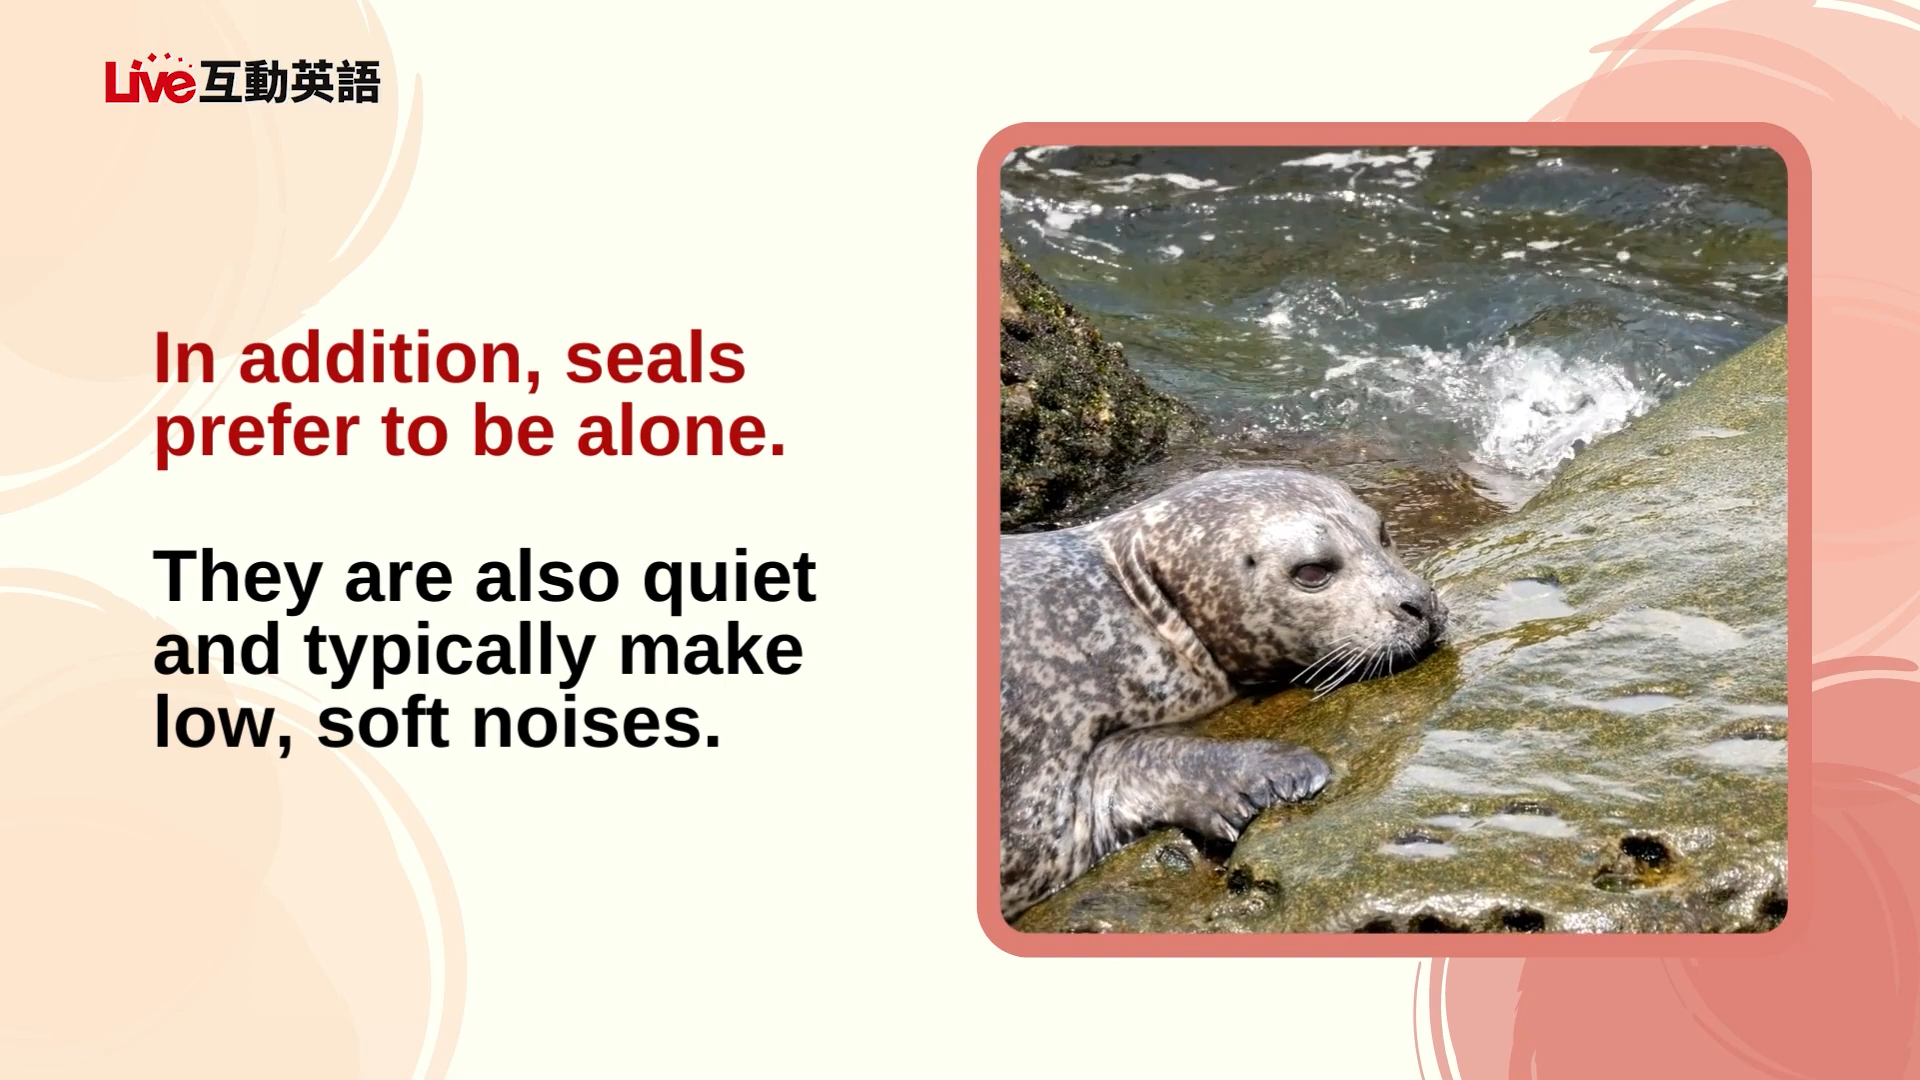 Live互動英語
In addition, seals
prefer to be alone.
They are also quiet
and typically make
low, soft noises.